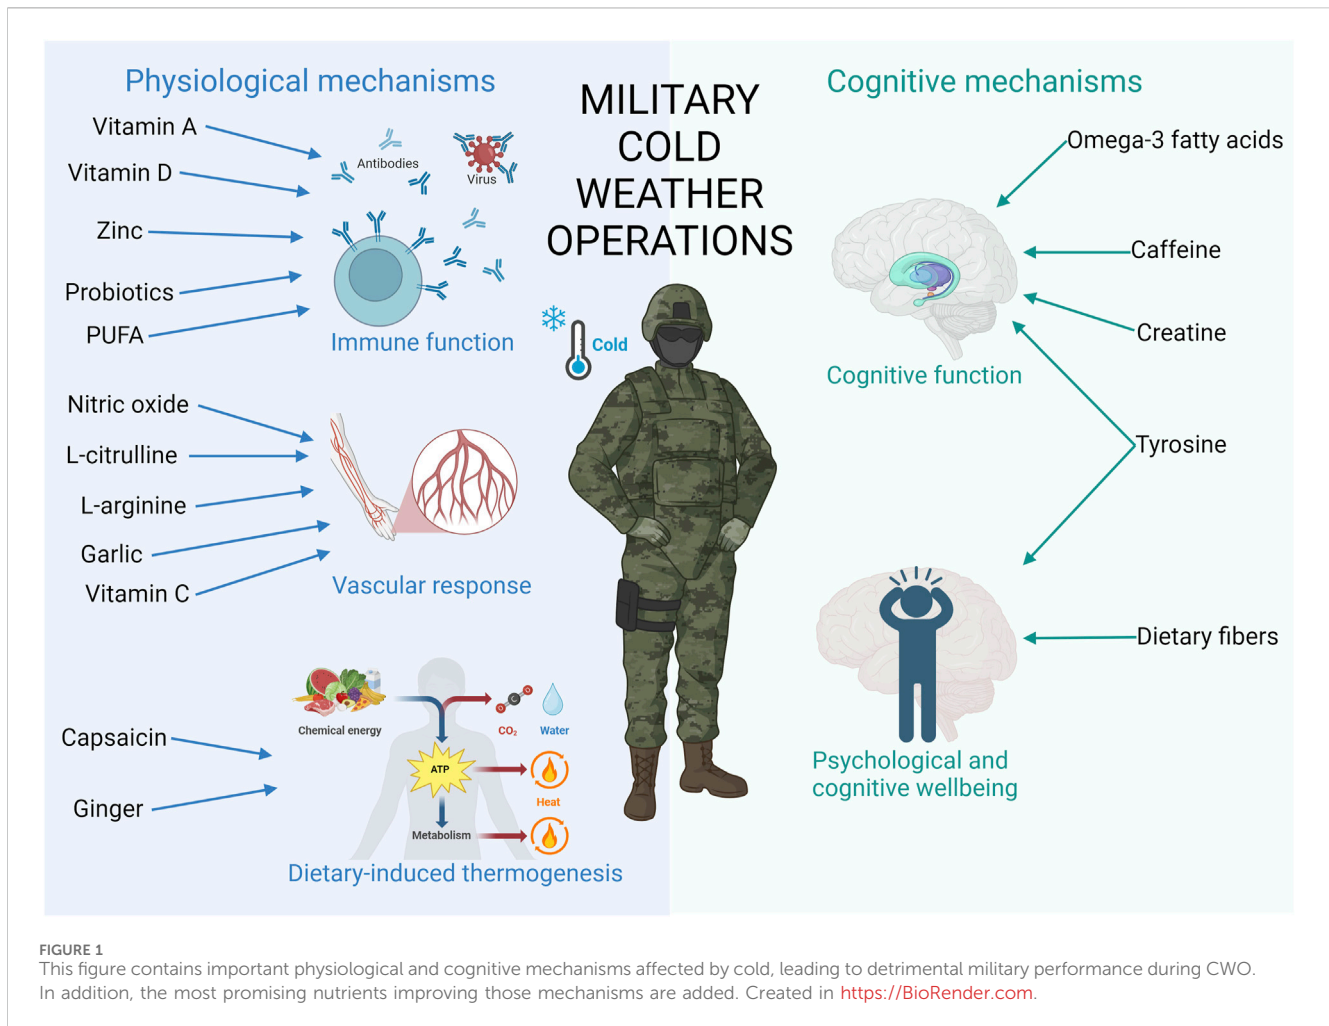 Physiological mechanisms
Vitamin A
Vitamin D
Zinc
Probiotics
PUFA
Antibodies
Virus
Immune function
Nitric oxide
L-citrulline
L-arginine
Garlic
Vitamin C
Vascular response
Capsaicin
Ginger
Chemical energy
CO₂
Water
ATP
Heat
Metabolism
Dietary-induced thermogenesis
MILITARY
COLD
WEATHER
OPERATIONS
Cold
Cognitive mechanisms
Omega-3 fatty acids
Caffeine
Creatine
Cognitive function
Tyrosine
Dietary fibers
Psychological and
cognitive wellbeing
FIGURE 1
This figure contains important physiological and cognitive mechanisms affected by cold, leading to detrimental military performance during CWO.
In addition, the most promising nutrients improving those mechanisms are added. Created in https://BioRender.com.